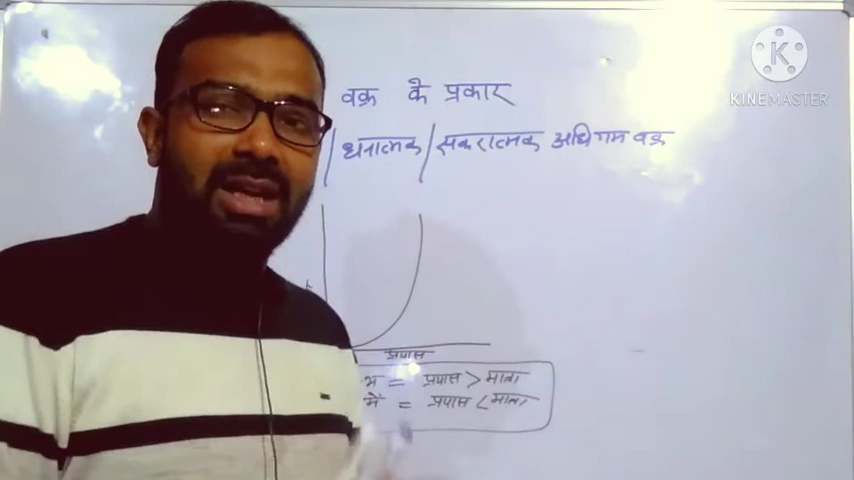 वक्र के प्रकार
/ धनात्मक / सकरात्मक अधिगम वक्र
प्रयास
= प्रयास > मात्रा
में = प्रयास < मात्रा
KINEMASTER